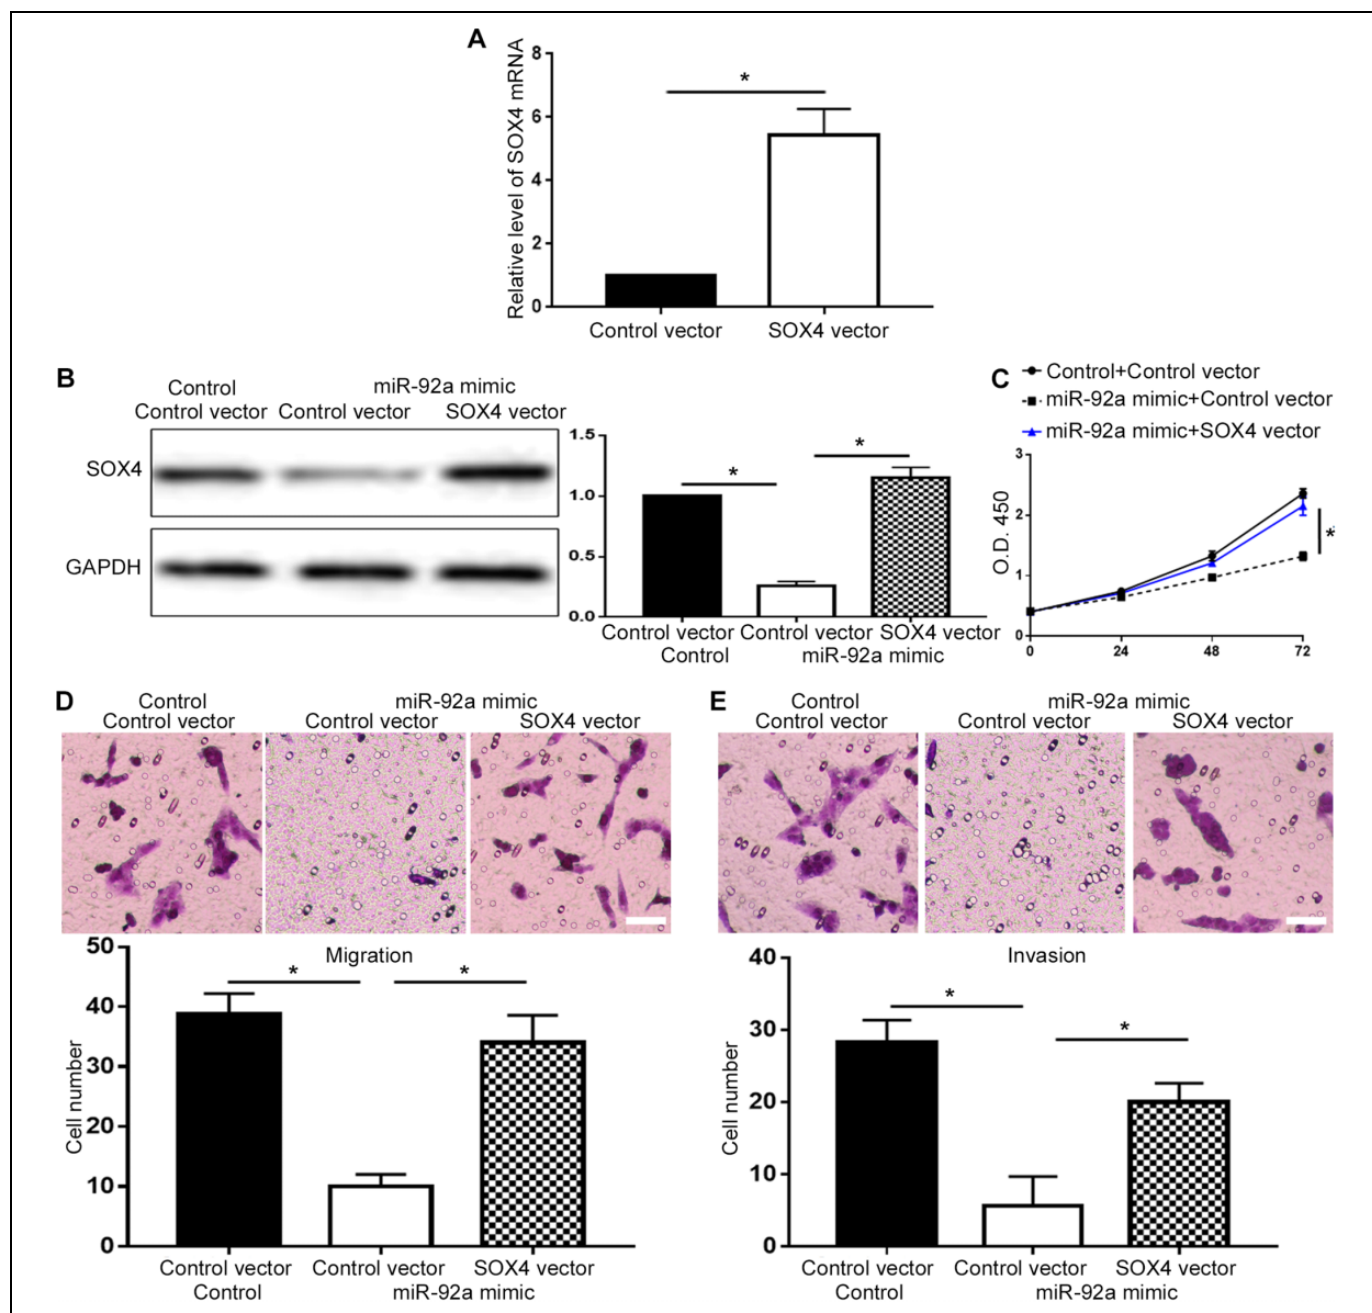 A
Relative level of SOX4 mRNA
8
6
4
2
0
*
Control vector
SOX4 vector
B
Control
miR-92a mimic
Control vector Control vector SOX4 vector
SOX4
GAPDH
1.5
1.0
0.5
0.0
*
*
Control vector Control vector SOX4 vector
Control
miR-92a mimic
C
Control+Control vector
miR-92a mimic+Control vector
miR-92a mimic+SOX4 vector
O.D. 450
3
2
1
0
*
0 24 48 72
D
Control
miR-92a mimic
Control vector Control vector SOX4 vector
Migration
Cell number
50
40
30
20
10
0
*
*
Control vector Control vector SOX4 vector
Control
miR-92a mimic
E
Control
miR-92a mimic
Control vector Control vector SOX4 vector
Invasion
Cell number
40
30
20
10
0
*
*
Control vector Control vector SOX4 vector
Control
miR-92a mimic